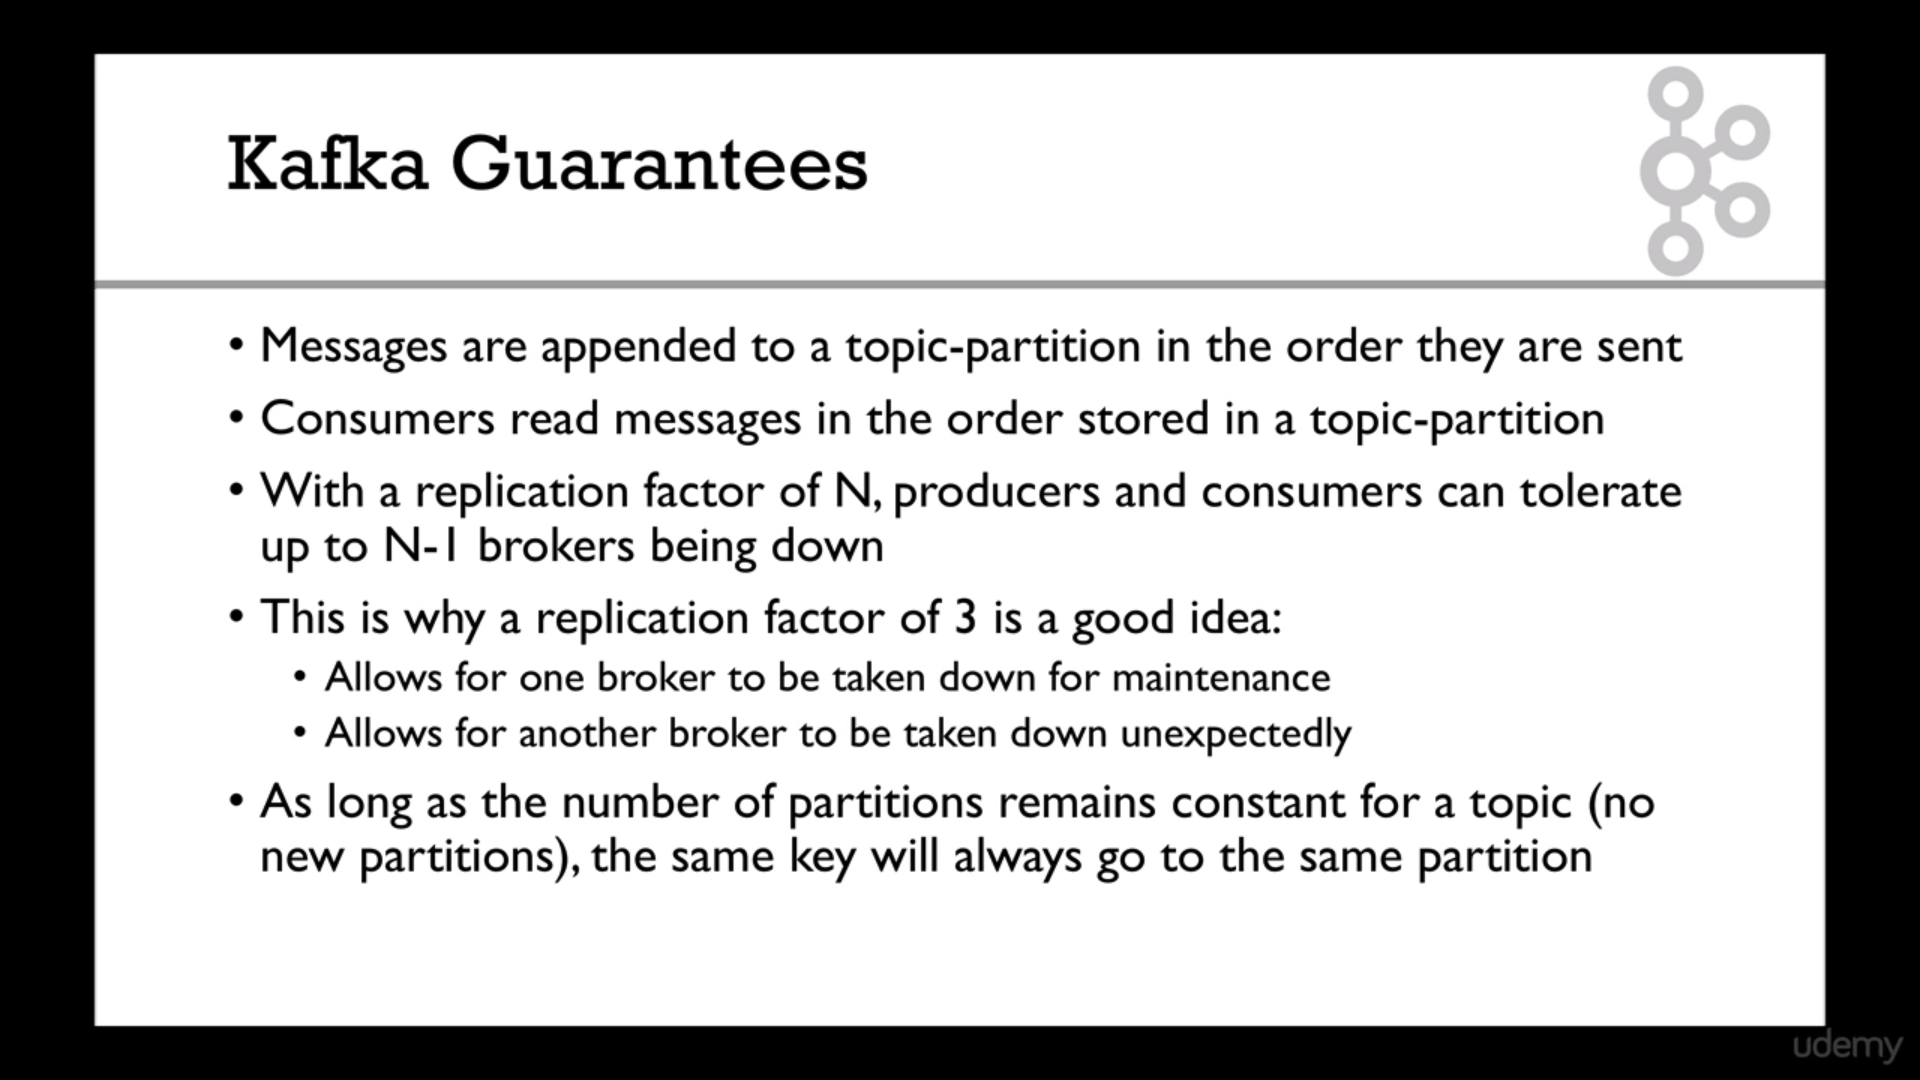 Kafka Guarantees
• Messages are appended to a topic-partition in the order they are sent
• Consumers read messages in the order stored in a topic-partition
• With a replication factor of N, producers and consumers can tolerate
up to N-1 brokers being down
• This is why a replication factor of 3 is a good idea:
• Allows for one broker to be taken down for maintenance
• Allows for another broker to be taken down unexpectedly
• As long as the number of partitions remains constant for a topic (no
new partitions), the same key will always go to the same partition
udemy